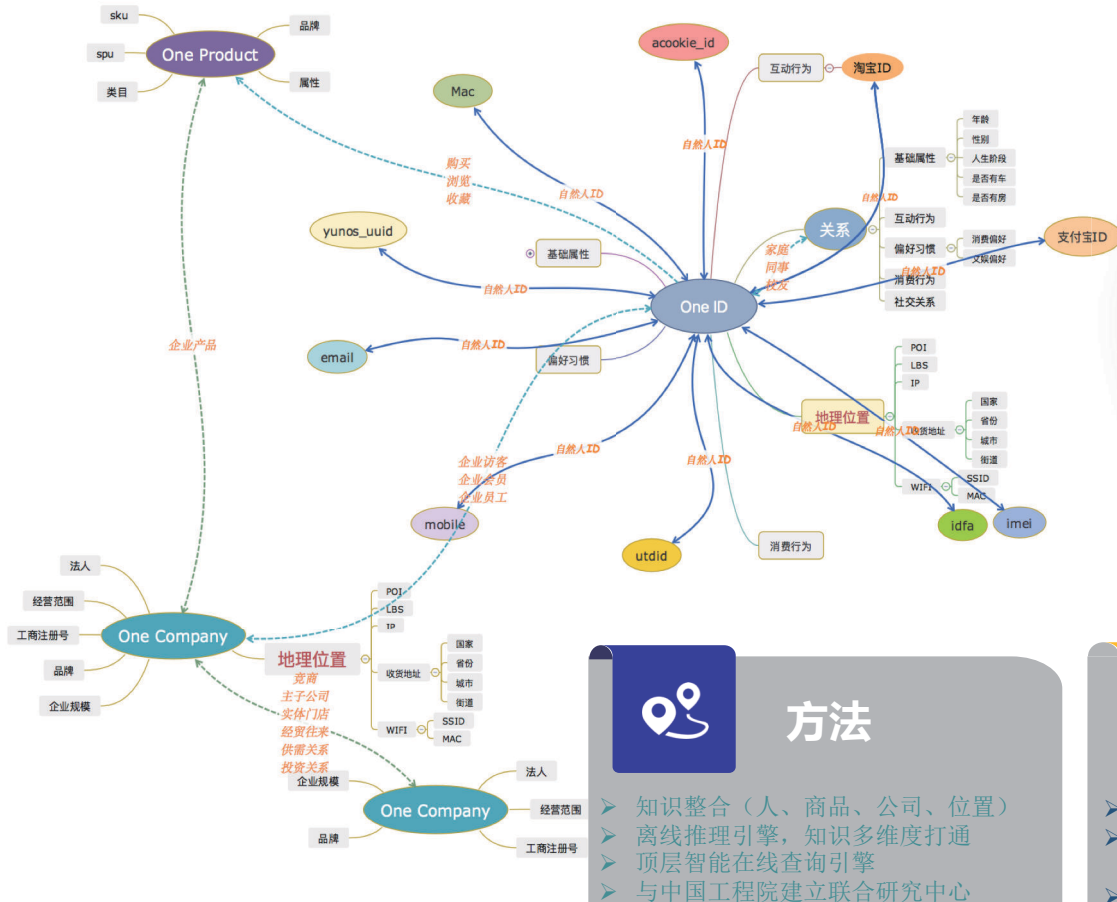 sku
品牌
One Product
spu
类目
属性
acookie_id
互动行为
淘宝ID
Mac
年龄
性别
人生阶段
是否有车
是否有房
基础属性
自然人ID
购买
浏览
收藏
自然人ID
自然人ID
关系
互动行为
支付宝ID
yunos_uuid
基础属性
家庭
同事
校友
偏好习惯
消费偏好
文娱偏好
自然人ID
消费行为
社交关系
自然人ID
One ID
企业产品
email
自然人ID
偏好习惯
POI
LBS
IP
地理位置
自然人ID
自然人ID
收货地址
国家
省份
城市
街道
WIFI
SSID
MAC
自然人ID
自然人ID
企业访客
企业会员
企业员工
mobile
idfa
imei
utdid
消费行为
法人
经营范围
工商注册号
One Company
品牌
企业规模
POI
LBS
IP
地理位置
收货地址
国家
省份
城市
街道
WIFI
SSID
MAC
竞商
主子公司
实体门店
经贸往来
供需关系
投资关系
企业规模
法人
One Company
经营范围
品牌
工商注册号
方法
➢ 知识整合（人、商品、公司、位置）
➢ 离线推理引擎，知识多维度打通
➢ 顶层智能在线查询引擎
➢ 与中国工程院建立联合研究中心